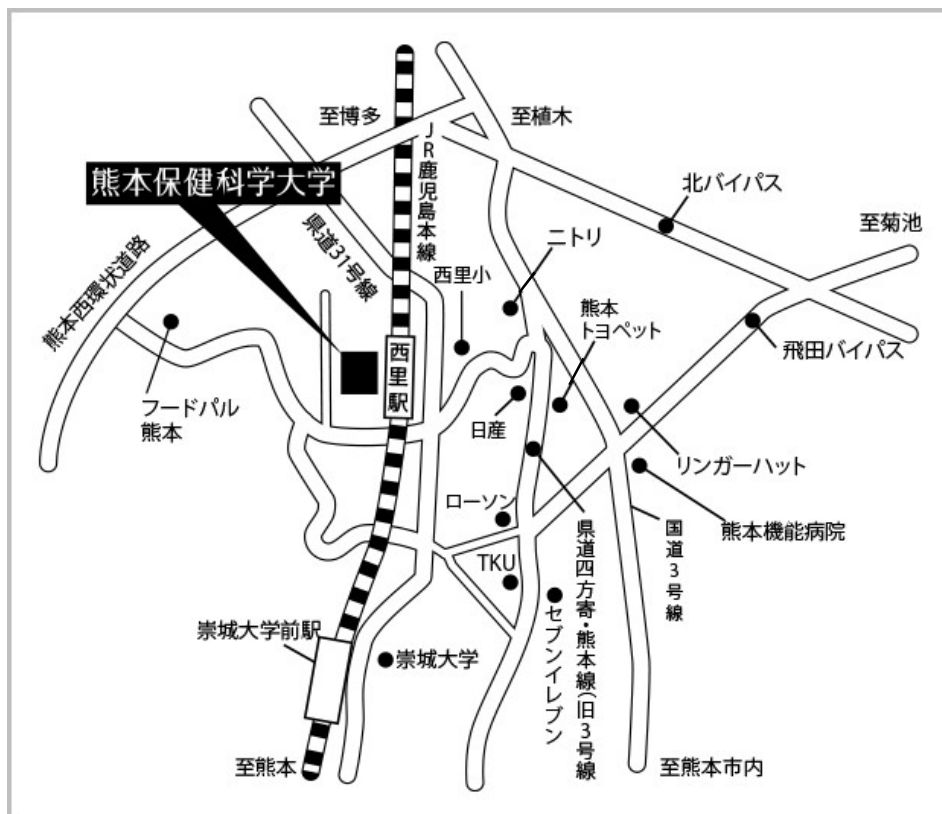 至博多
至植木
JR鹿児島本線
熊本保健科学大学
北バイパス
至菊池
県道31号線
ニトリ
西里小
熊本西環状道路
熊本
トヨペット
飛田バイパス
西里駅
フードパル
熊本
日産
リンガーハット
ローソン
熊本機能病院
国道3号線
県道四方寄・熊本線(旧3号線
TKU
セブンイレブン
崇城大学前駅
崇城大学
至熊本
至熊本市内